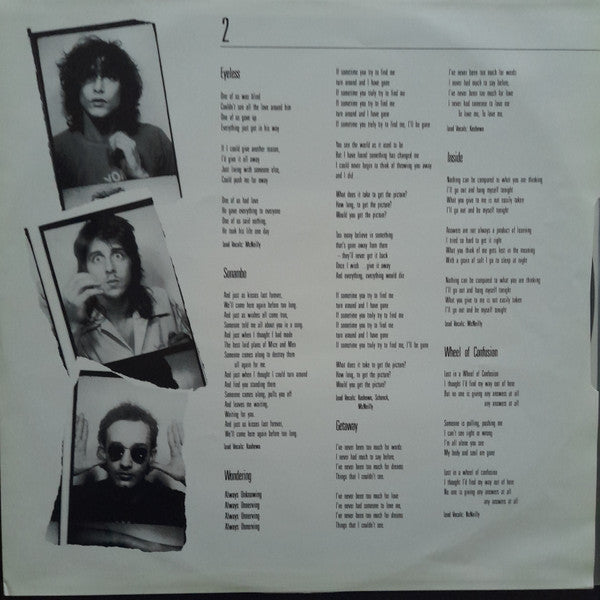 2
Eyeless
One of us was blind
Couldn't see all the love around him
One of us gave up
Everything just got in his way
If I could give another reason,
I'd give it all away
Just living with someone else,
Could push me far away
One of us had love
He gave everything to everyone
One of us said nothing,
He took his life one day
Lead Vocals: McNeilly
Sonambo
And just as kisses last forever,
We'll come here again before too long.
And just as wishes all come true,
Someone told me all about you in a song.
And just when I thought I had made
The best laid plans of Mice and Men
Someone comes along to destroy them
all again for me.
And just when I thought I could turn around
And find you standing there
Someone comes along, pulls you off
And leaves me waiting,
Waiting for you.
And just as kisses last forever,
We'll come here again before too long.
Lead Vocals: Kashewa
Wondering
Always Unknowing
Always Unnerving
Always Unnerving
Always Unnerving
If sometime you try to find me
turn around and I have gone
If sometime you truly try to find me
If sometime you try to find me
turn around and I have gone
If sometime you truly try to find me, I'll be gone
You see the world as it used to be
But I have found something has changed me
I could never begin to think of throwing you away
and I did
What does it take to get the picture?
How long, to get the picture?
Would you get the picture?
Too many believe in something
that's gone away from them
– they'll never get it back
Once I wish . . give it away
And everything, everything would die
If sometime you try to find me
turn around and I have gone
If sometime you truly try to find me
If sometime you try to find me
turn around and I have gone
If sometime you truly try to find me, I'll be gone
What does it take to get the picture?
How long, to get the picture?
Would you get the picture?
Lead Vocals: Kashewa, Schenck,
McNeilly
Getaway
I've never been too much for words
I never had much to say before,
I've never been too much for dreams
Things that I couldn't see.
I've never been too much for love
I've never had someone to love me,
I've never been too much for dreams
Things that I couldn't see.
I've never been too much for words
I never had much to say before,
I've never been too much for love
I never had someone to love me
To love me, To love me.
Lead Vocals: Kashewa
Inside
Nothing can be compared to what you are thinking
I'll go out and hang myself tonight
What you give to me is not easily taken
I'll go out and be myself tonight
Answers are not always a product of learning
I tried so hard to get it right
What you think of me gets lost in the meaning
With a grain of salt I go to sleep at night
Nothing can be compared to what you are thinking
I'll go out and hang myself tonight
What you give to me is not easily taken
I'll go out and be myself tonight
Lead Vocals: McNeilly
Wheel of Confusion
Lost in a Wheel of Confusion
I thought I'd find my way out of here
But no one is giving any answers at all
any answers at all
Someone is pulling, pushing me
I can't see right or wrong
I'm all alone you see
My body and soul are gone
Lost in a wheel of confusion
I thought I'd find my way out of here
No one is giving any answers at all
any answers at all
Lead Vocals: McNeilly